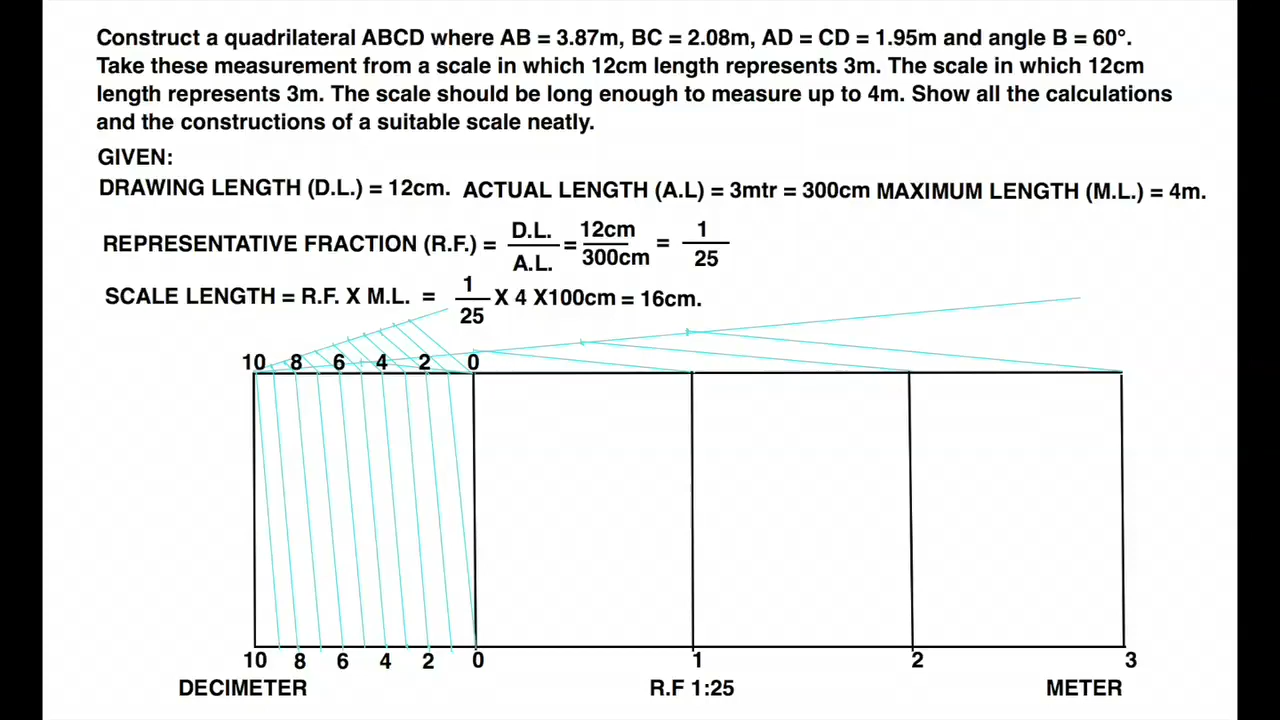 Construct a quadrilateral ABCD where AB = 3.87m, BC = 2.08m, AD = CD = 1.95m and angle B = 60°.
Take these measurement from a scale in which 12cm length represents 3m. The scale in which 12cm
length represents 3m. The scale should be long enough to measure up to 4m. Show all the calculations
and the constructions of a suitable scale neatly.
GIVEN:
DRAWING LENGTH (D.L.) = 12cm. ACTUAL LENGTH (A.L) = 3mtr = 300cm MAXIMUM LENGTH (M.L.) = 4m.
REPRESENTATIVE FRACTION (R.F.) = D.L. / A.L. = 12cm / 300cm = 1 / 25
SCALE LENGTH = R.F. X M.L. = 1 / 25 X 4 X100cm = 16cm.
10 8 6 4 2 0
10 8 6 4 2 0 1 2 3
DECIMETER R.F 1:25 METER